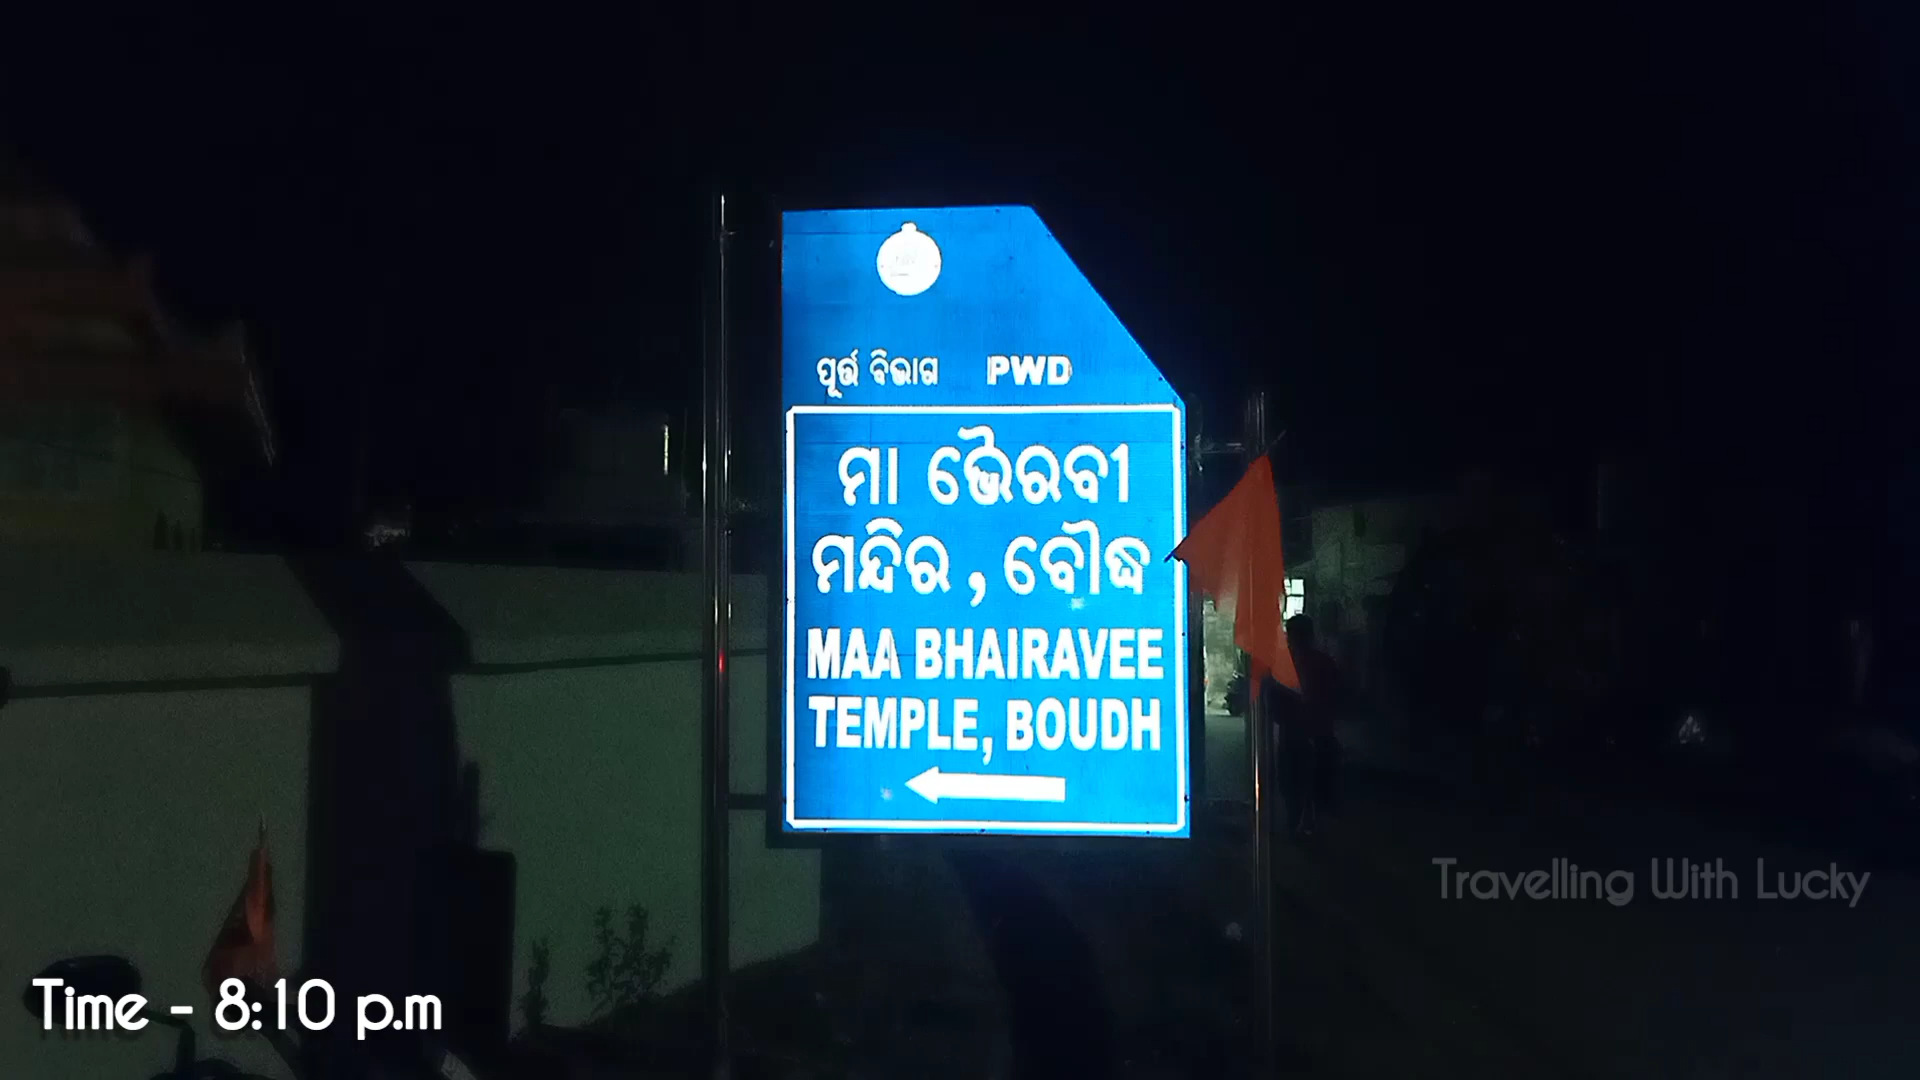 ପୂର୍ତ୍ତ ବିଭାଗ PWD
ମା ଭୈରବୀ
ମନ୍ଦିର , ବୌଦ୍ଧ
MAA BHAIRAVEE
TEMPLE, BOUDH
Travelling With Lucky
Time - 8:10 p.m